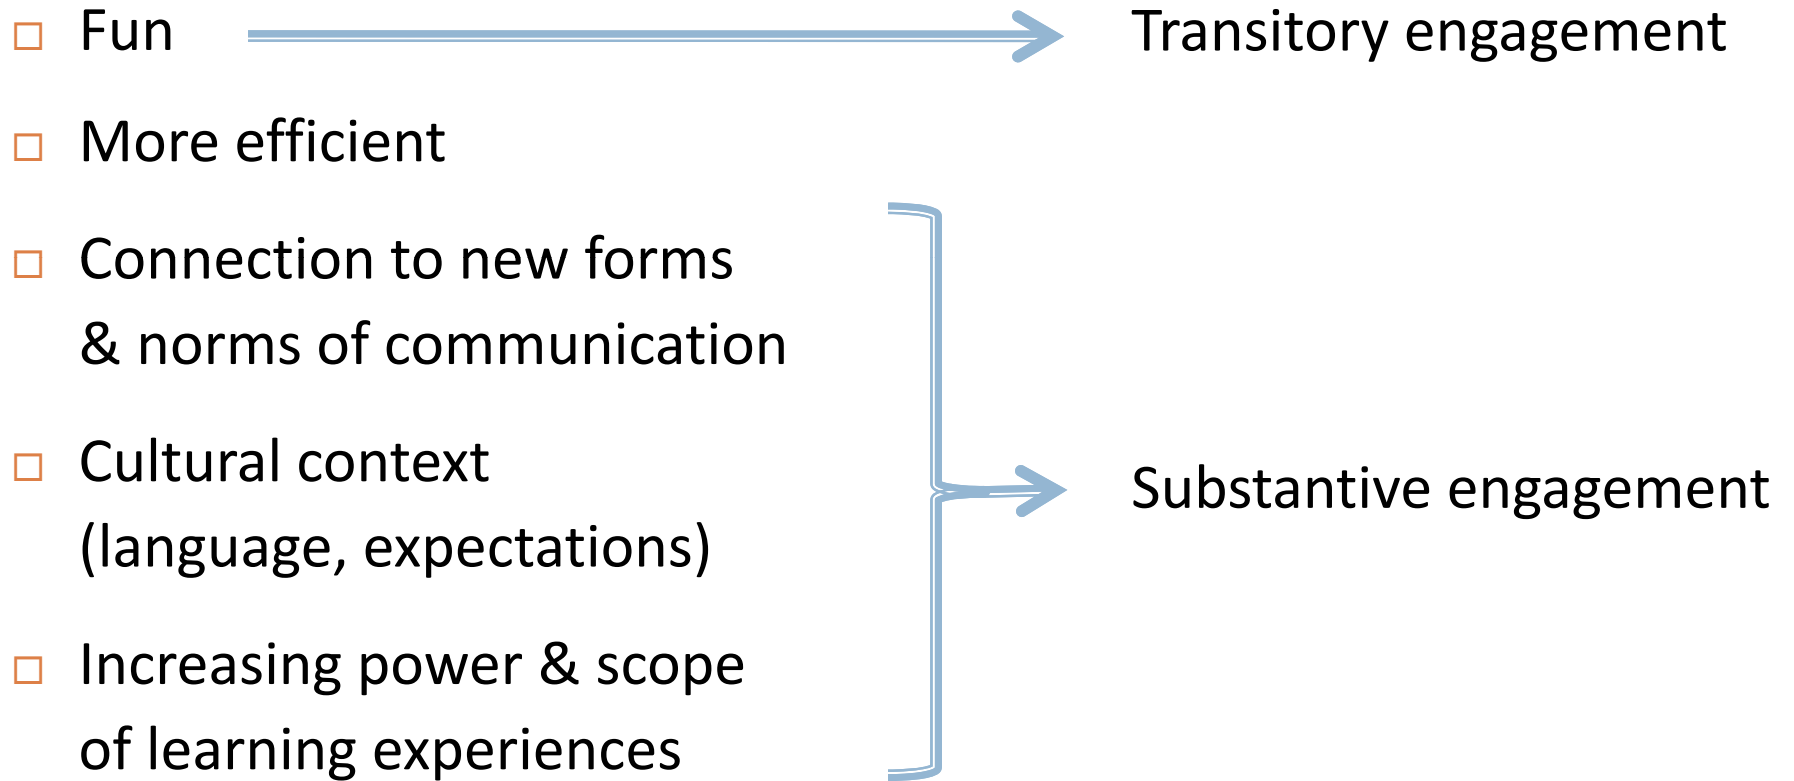 Fun
Transitory engagement
More efficient
Connection to new forms
& norms of communication
Cultural context
(language, expectations)
Substantive engagement
Increasing power & scope
of learning experiences